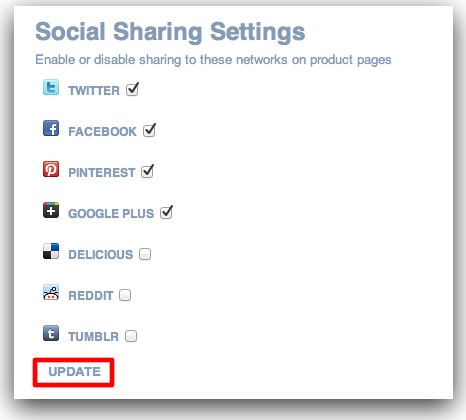 Social Sharing Settings
Enable or disable sharing to these networks on product pages
TWITTER
FACEBOOK
PINTEREST
GOOGLE PLUS
DELICIOUS
REDDIT
TUMBLR
UPDATE